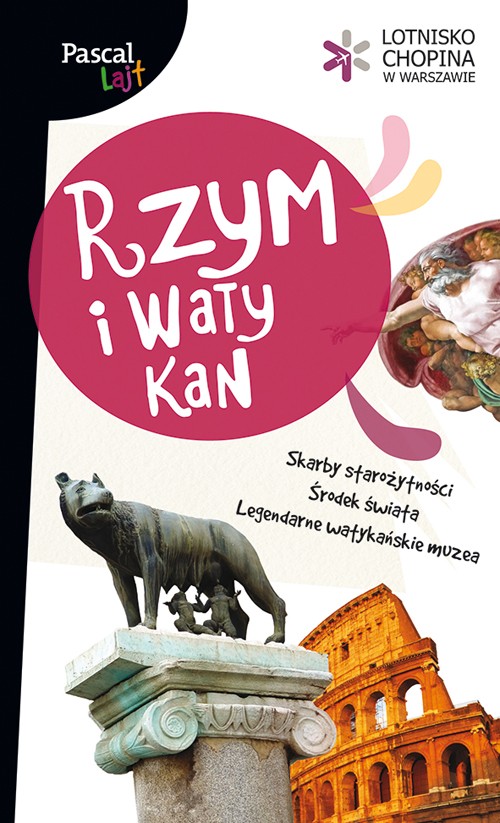 Pascal
Lajt
LOTNISKO
CHOPINA
W WARSZAWIE
RZYM
i Waty
KAN
Skarby starożytności
Środek świata
Legendarne watykańskie muzea